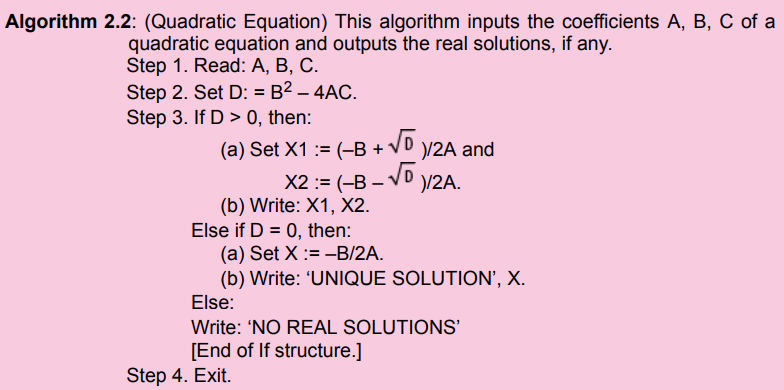 Algorithm 2.2: (Quadratic Equation) This algorithm inputs the coefficients A, B, C of a
quadratic equation and outputs the real solutions, if any.
Step 1. Read: A, B, C.
Step 2. Set D: = B² – 4AC.
Step 3. If D > 0, then:
(a) Set X1 := (–B + √D )/2A and
X2 := (–B – √D )/2A.
(b) Write: X1, X2.
Else if D = 0, then:
(a) Set X := –B/2A.
(b) Write: ‘UNIQUE SOLUTION’, X.
Else:
Write: ‘NO REAL SOLUTIONS’
[End of If structure.]
Step 4. Exit.